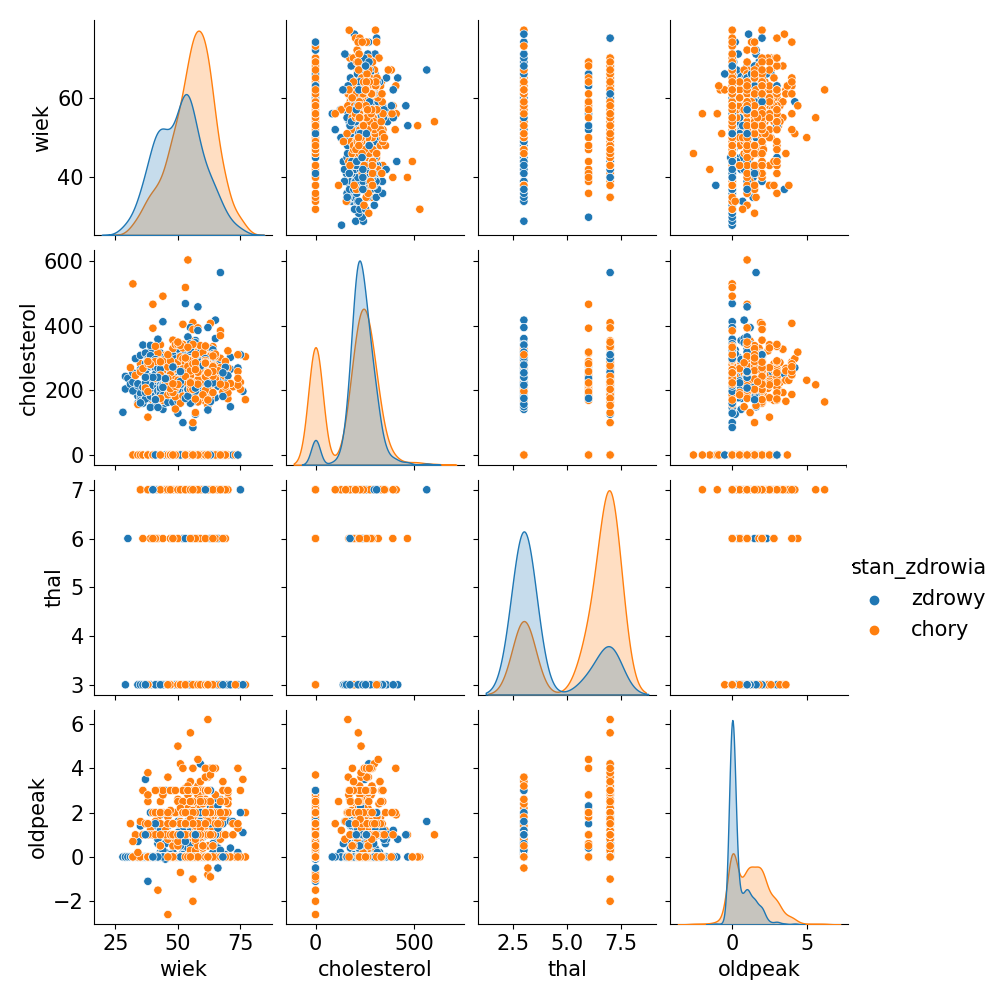 wiek
60
40
cholesterol
600
400
200
0
thal
7
6
5
4
3
stan_zdrowia
zdrowy
chory
oldpeak
6
4
2
0
−2
25 50 75
0 500
2.5 5.0 7.5
0 5
wiek
cholesterol
thal
oldpeak